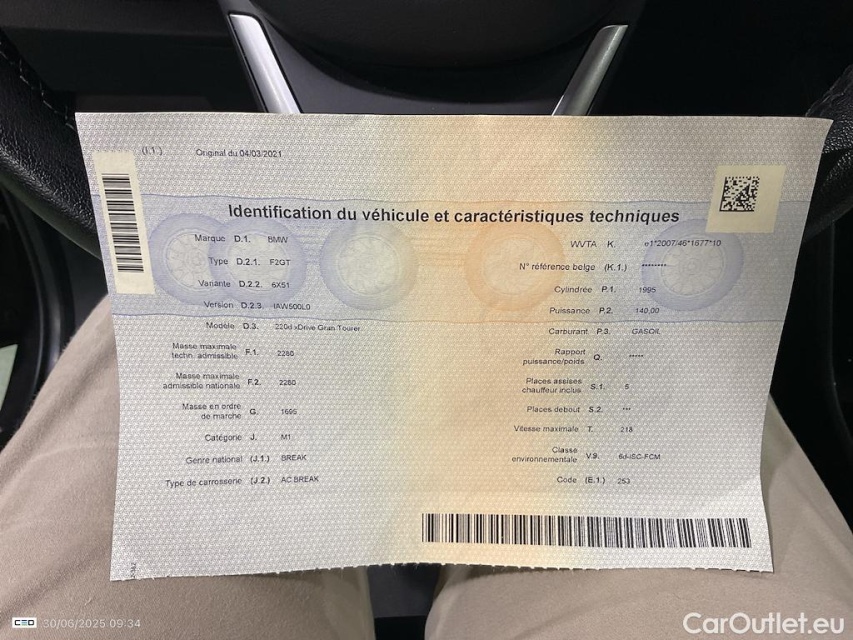 (I.1.) Original du 04/03/2021
Identification du véhicule et caractéristiques techniques
Marque D.1. BMW
Type D.2.1. F2GT
Variante D.2.2. 6X51
Version D.2.3. IAW500L0
Modèle D.3. 220d xDrive Gran Tourer
Masse maximale
techn. admissible F.1. 2280
Masse maximale
admissible nationale F.2. 2280
Masse en ordre
de marche G. 1695
Catégorie J. M1
Genre national (J.1.) BREAK
Type de carrosserie (J.2.) AC BREAK
WVTA K. e1*2007/46*1677*10
N° référence belge (K.1.) ********
Cylindrée P.1. 1995
Puissance P.2. 140,00
Carburant P.3. GASOIL
Rapport
puissance/poids Q. *****
Places assises
chauffeur inclus S.1. 5
Places debout S.2. ***
Vitesse maximale T. 218
Classe
environnementale V.9. 6d-ISC-FCM
Code (E.1.) 253
30/06/2025 09:34
CarOutlet.eu